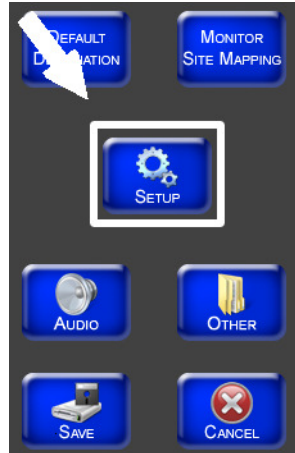 DEFAULT
MONITOR
SITE MAPPING
SETUP
AUDIO
OTHER
SAVE
CANCEL